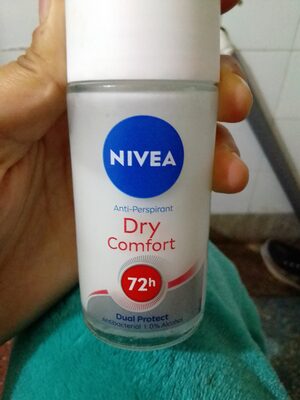 NIVEA
Anti-Perspirant
Dry
Comfort
72h
Dual Protect
Antibacterial | 0% Alcohol